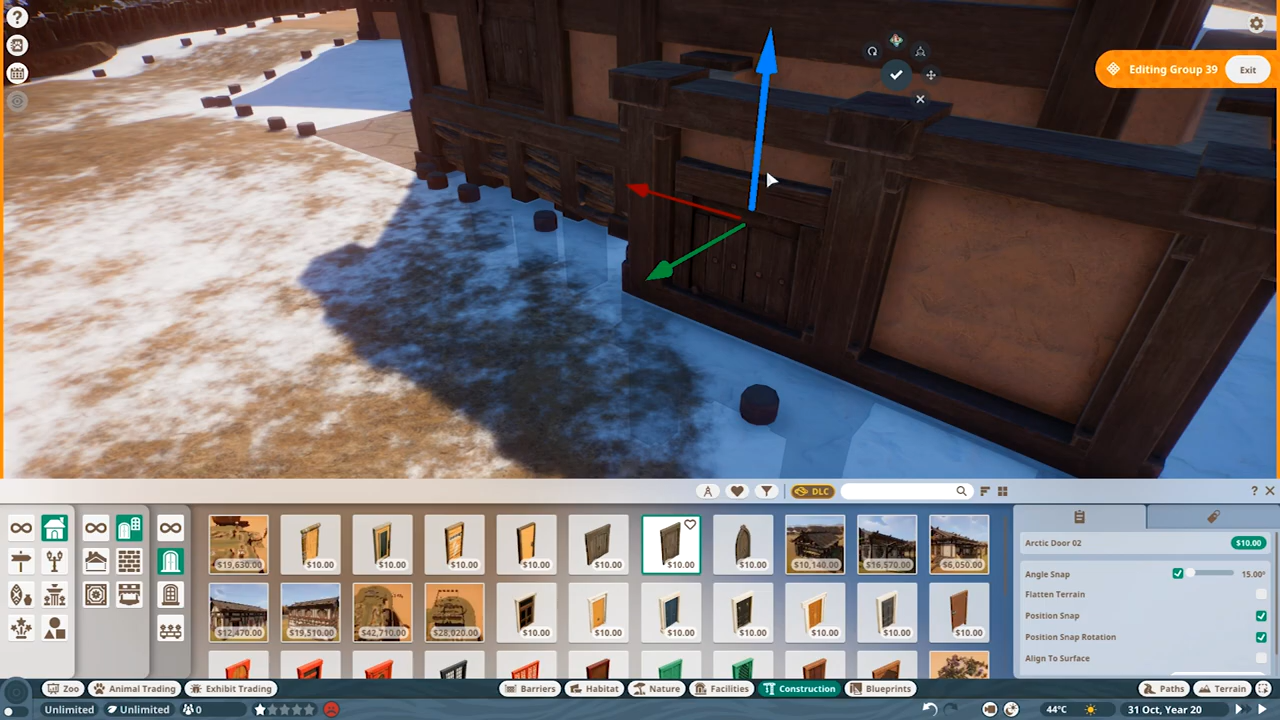 ?
Editing Group 39
Exit
DLC
? ✕
$19,630.00 $10.00 $10.00 $10.00 $10.00 $10.00 $10.00 $10.00 $10,140.00 $16,570.00 $6,050.00
$12,470.00 $19,510.00 $42,710.00 $28,020.00 $10.00 $10.00 $10.00 $10.00 $10.00 $10.00 $10.00
Arctic Door 02 $10.00
Angle Snap 15.00°
Flatten Terrain
Position Snap
Position Snap Rotation
Align To Surface
Zoo Animal Trading Exhibit Trading Barriers Habitat Nature Facilities Construction Blueprints Paths Terrain
Unlimited Unlimited 0 44°C 31 Oct, Year 20